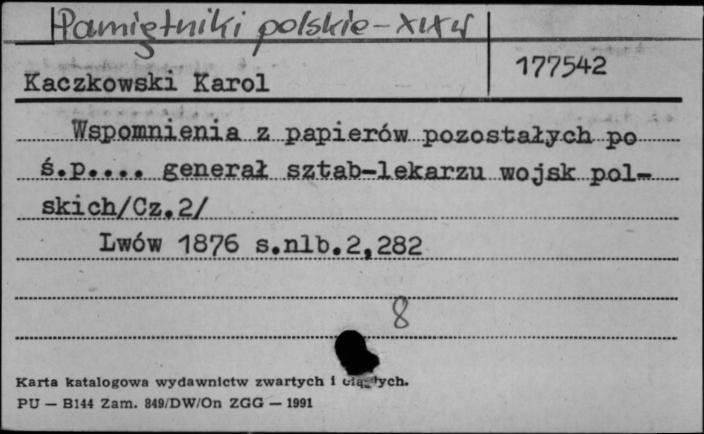 Pamiętniki polskie - XIX w
Kaczkowski Karol
177542
Wspomnienia z papierów pozostałych po
ś.p.... generał sztab-lekarzu wojsk pol-
skich/Cz.2/
Lwów 1876 s.nlb.2,282
8
Karta katalogowa wydawnictw zwartych i ciągłych.
PU — B144 Zam. 849/DW/On ZGG — 1991